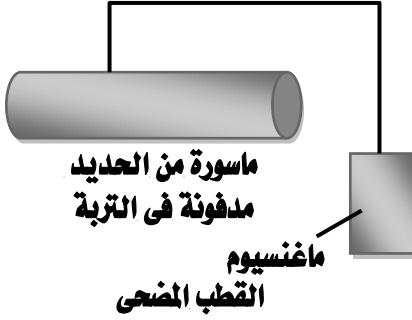 ماسورة من الحديد
مدفونة فى التربة
ماغنسيوم
القطب المضحى